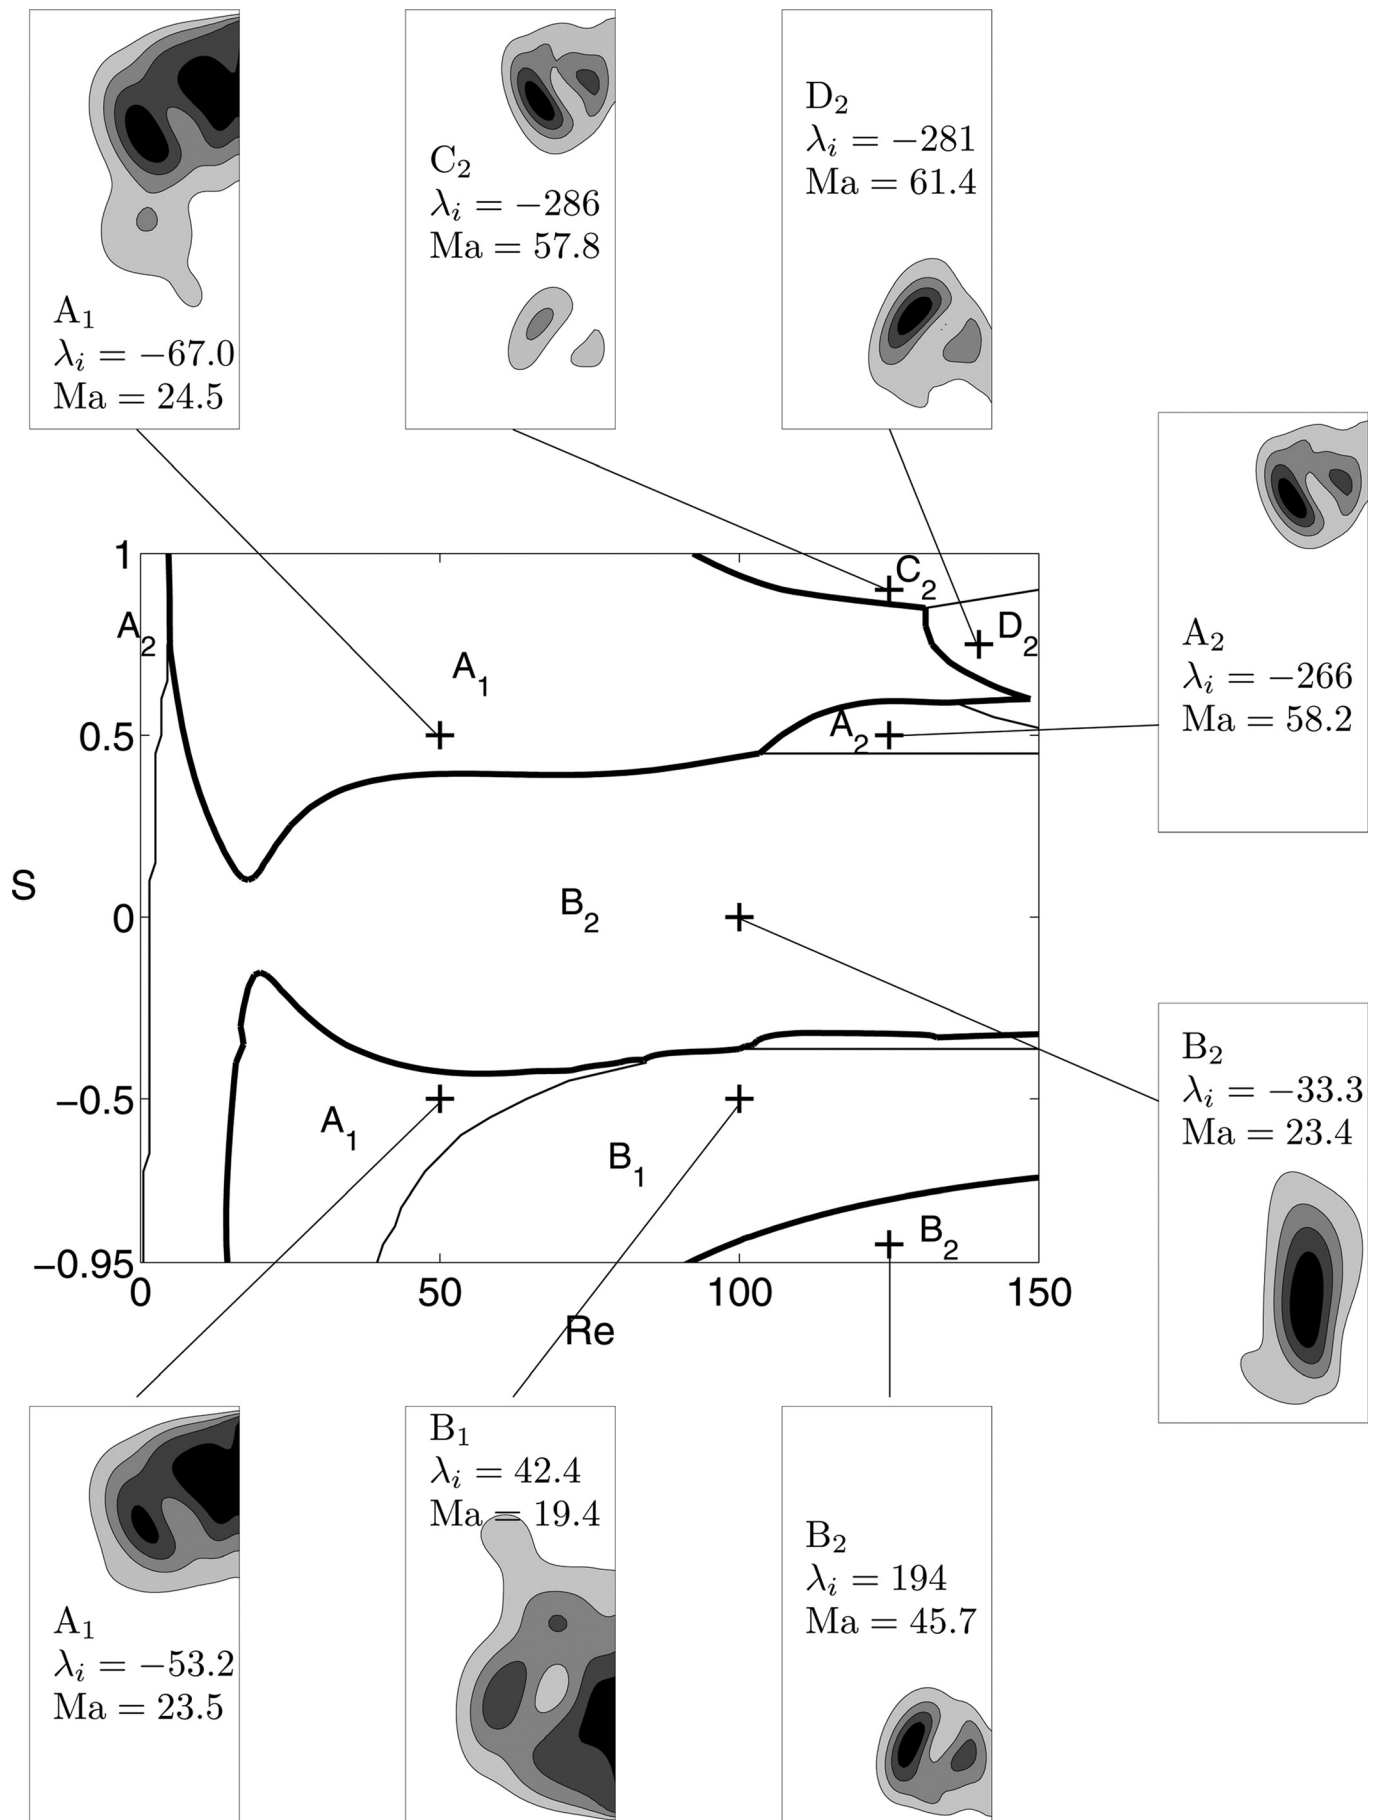 A₁
λᵢ = −67.0
Ma = 24.5
C₂
λᵢ = −286
Ma = 57.8
D₂
λᵢ = −281
Ma = 61.4
A₂
λᵢ = −266
Ma = 58.2
1
0.5
0
−0.5
−0.95
S
0
50
100
150
Re
A₂
A₁
C₂
D₂
A₂
B₂
A₁
B₁
B₂
B₂
λᵢ = −33.3
Ma = 23.4
A₁
λᵢ = −53.2
Ma = 23.5
B₁
λᵢ = 42.4
Ma = 19.4
B₂
λᵢ = 194
Ma = 45.7